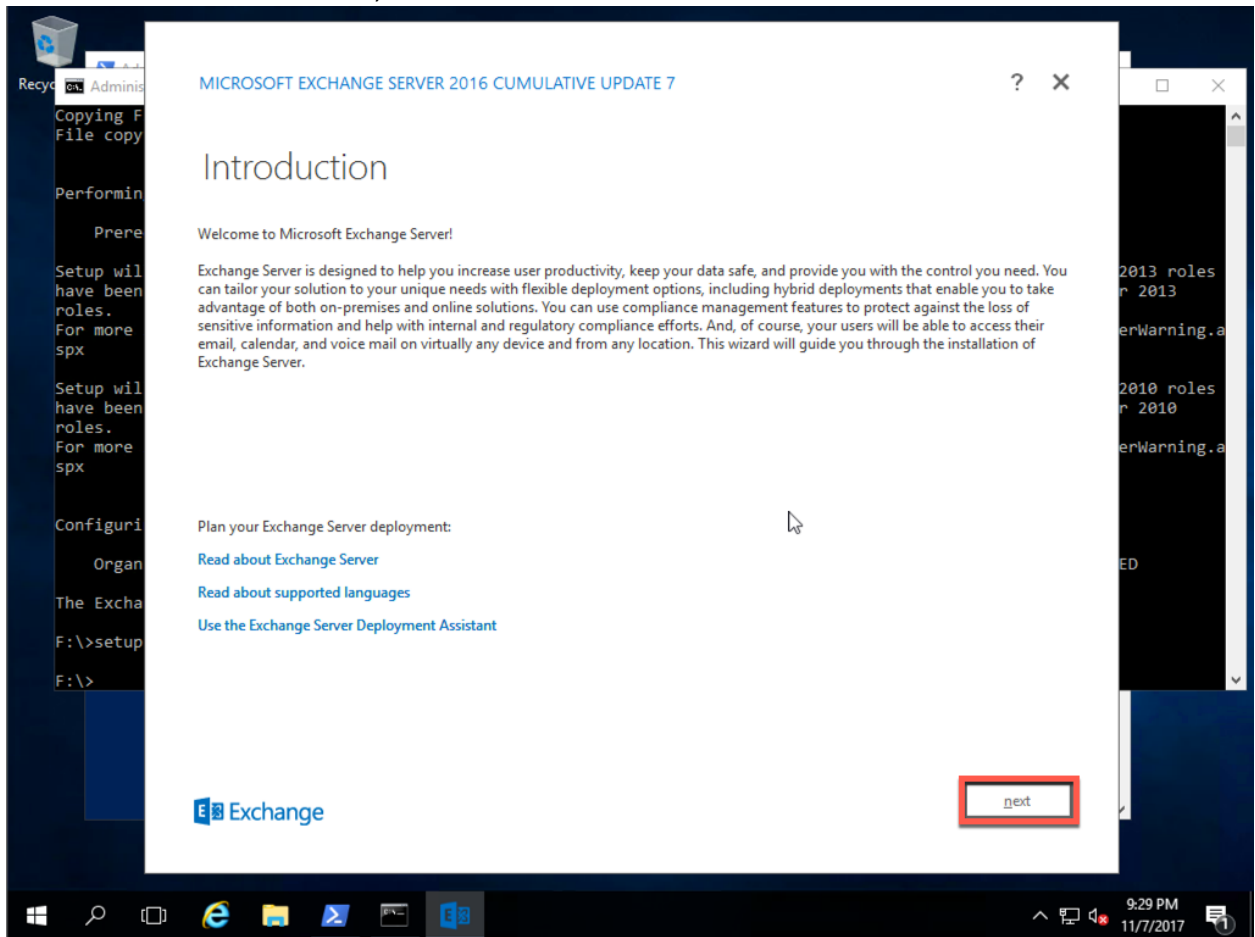 MICROSOFT EXCHANGE SERVER 2016 CUMULATIVE UPDATE 7
?
Introduction
Welcome to Microsoft Exchange Server!
Exchange Server is designed to help you increase user productivity, keep your data safe, and provide you with the control you need. You
can tailor your solution to your unique needs with flexible deployment options, including hybrid deployments that enable you to take
advantage of both on-premises and online solutions. You can use compliance management features to protect against the loss of
sensitive information and help with internal and regulatory compliance efforts. And, of course, your users will be able to access their
email, calendar, and voice mail on virtually any device and from any location. This wizard will guide you through the installation of
Exchange Server.
Plan your Exchange Server deployment:
Read about Exchange Server
Read about supported languages
Use the Exchange Server Deployment Assistant
Exchange
next
Recyc
Adminis
Copying F
File copy
Performin
Prere
Setup wil
have been
roles.
For more
spx
Setup wil
have been
roles.
For more
spx
Configuri
Organ
The Excha
F:\>setup
F:\>
2013 roles
r 2013
erWarning.a
2010 roles
r 2010
erWarning.a
ED
9:29 PM
11/7/2017
1